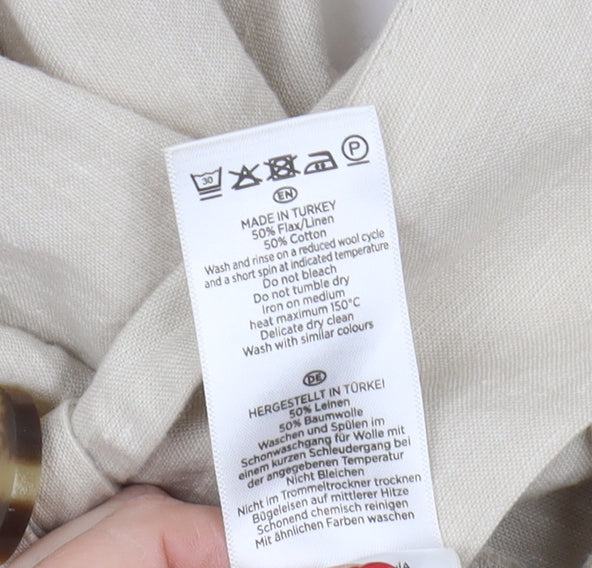 30
P
EN
MADE IN TURKEY
50% Flax/Linen
50% Cotton
Wash and rinse on a reduced wool cycle
and a short spin at indicated temperature
Do not bleach
Do not tumble dry
Iron on medium
heat maximum 150°C
Delicate dry clean
Wash with similar colours
DE
HERGESTELLT IN TÜRKEI
50% Leinen
50% Baumwolle
Waschen und Spülen im
Schonwaschgang für Wolle mit
einem kurzen Schleudergang bei
der angegebenen Temperatur
Nicht Bleichen
Nicht im Trommeltrockner trocknen
Bügeleisen auf mittlerer Hitze
Schonend chemisch reinigen
Mit ähnlichen Farben waschen